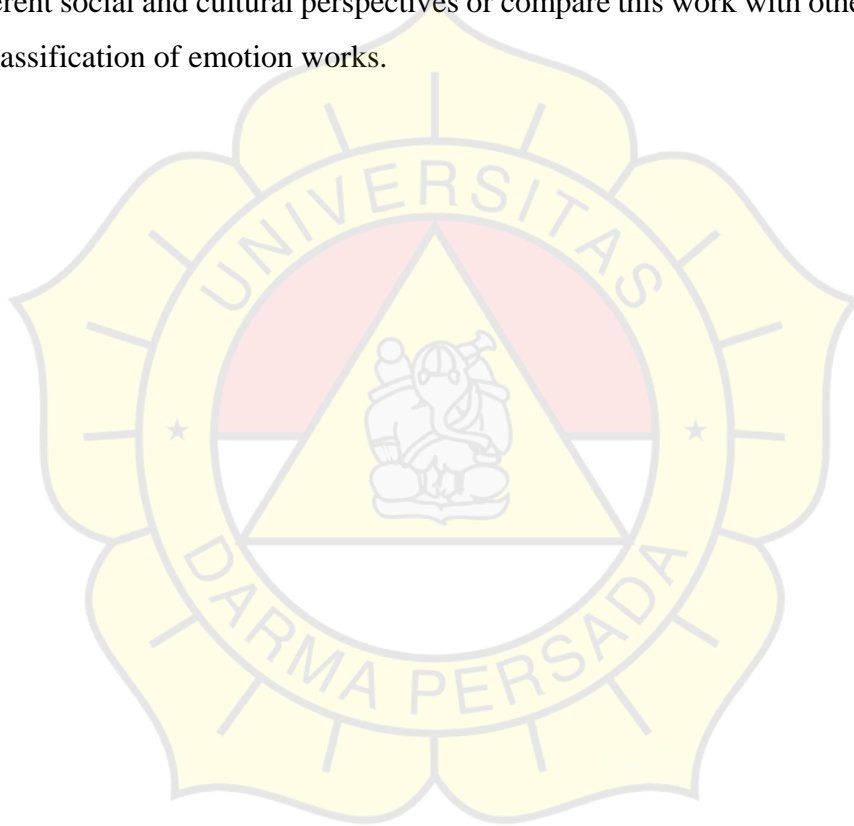 erent social and cultural perspectives or compare this work with othe
assification of emotion works.
UNIVERSITAS
DARMA PERSADA